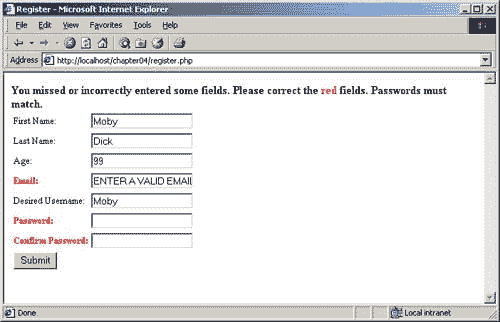 Register - Microsoft Internet Explorer
File Edit View Favorites Tools Help
Address http://localhost/chapter04/register.php
You missed or incorrectly entered some fields. Please correct the red fields. Passwords must
match.
First Name: Moby
Last Name: Dick
Age: 99
Email: ENTER A VALID EMAIL
Desired Username: Moby
Password:
Confirm Password:
Submit
Done Local intranet